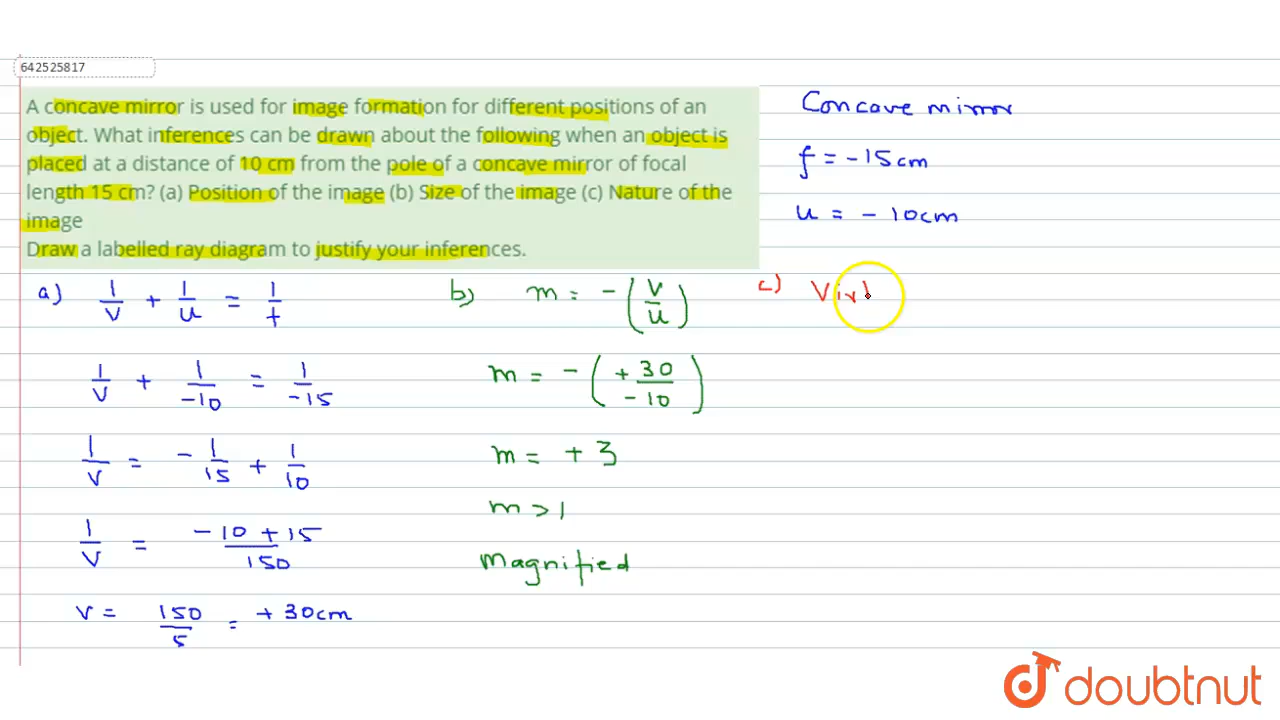 642525817
A concave mirror is used for image formation for different positions of an
object. What inferences can be drawn about the following when an object is
placed at a distance of 10 cm from the pole of a concave mirror of focal
length 15 cm? (a) Position of the image (b) Size of the image (c) Nature of the
image
Draw a labelled ray diagram to justify your inferences.
Concave mirror
f = -15cm
u = - 10cm
a) 1/v + 1/u = 1/f
1/v + 1/-10 = 1/-15
1/v = - 1/15 + 1/10
1/v = -10 + 15/150
v = 150/5 = + 30cm
b) m = - (v/u)
m = - (+ 30/- 10)
m = + 3
m > 1
Magnified
c)
doubtnut